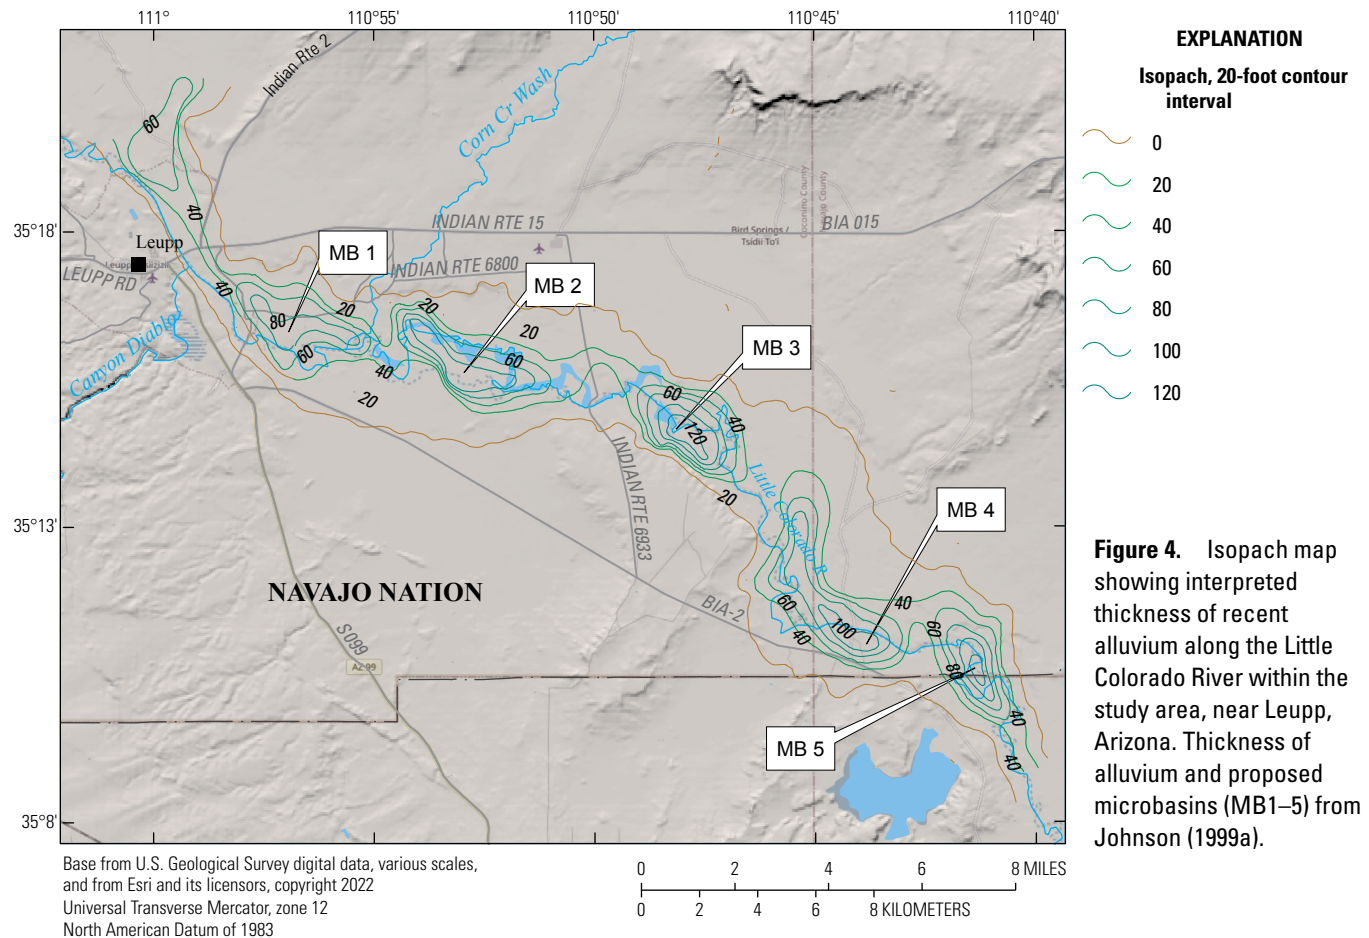 111°
110°55'
110°50'
110°45'
110°40'
35°18'
35°13'
35°8'
Indian Rte 2
Corn Cr Wash
60
40
INDIAN RTE 15
BIA 015
Bird Springs /
Tsidii To'i
Coconino County
Navajo County
Leupp
LEUPP RD
MB 1
INDIAN RTE 6800
MB 2
40
80
20
20
20
60
60
40
20
Canyon Diablo
MB 3
60
40
120
20
INDIAN RTE 6933
Little Colorado R
MB 4
NAVAJO NATION
BIA-2
60
40
100
40
60
80
40
40
S099
AZ 99
MB 5
EXPLANATION
Isopach, 20-foot contour
interval
0
20
40
60
80
100
120
Figure 4. Isopach map
showing interpreted
thickness of recent
alluvium along the Little
Colorado River within the
study area, near Leupp,
Arizona. Thickness of
alluvium and proposed
microbasins (MB1–5) from
Johnson (1999a).
Base from U.S. Geological Survey digital data, various scales,
and from Esri and its licensors, copyright 2022
Universal Transverse Mercator, zone 12
North American Datum of 1983
0 2 4 6 8 MILES
0 2 4 6 8 KILOMETERS